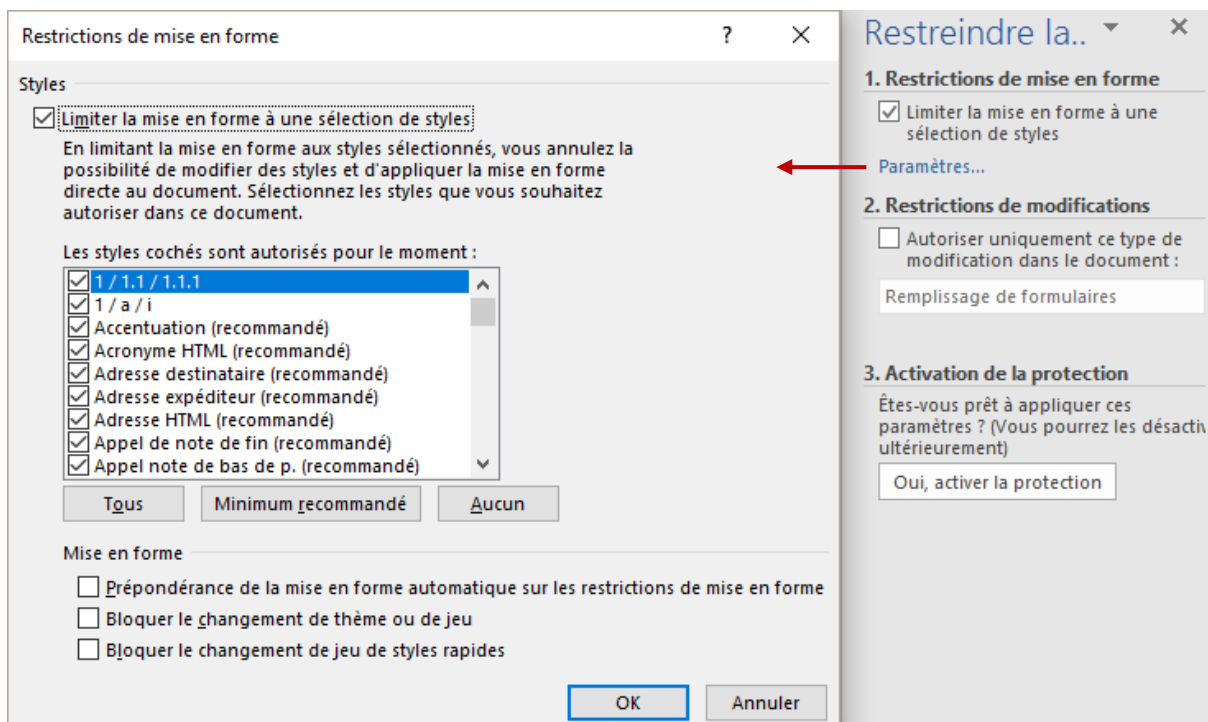 Restrictions de mise en forme
?
Styles
Limiter la mise en forme à une sélection de styles
En limitant la mise en forme aux styles sélectionnés, vous annulez la
possibilité de modifier des styles et d'appliquer la mise en forme
directe au document. Sélectionnez les styles que vous souhaitez
autoriser dans ce document.
Les styles cochés sont autorisés pour le moment :
1 / 1.1 / 1.1.1
1 / a / i
Accentuation (recommandé)
Acronyme HTML (recommandé)
Adresse destinataire (recommandé)
Adresse expéditeur (recommandé)
Adresse HTML (recommandé)
Appel de note de fin (recommandé)
Appel note de bas de p. (recommandé)
Tous
Minimum recommandé
Aucun
Mise en forme
Prépondérance de la mise en forme automatique sur les restrictions de mise en forme
Bloquer le changement de thème ou de jeu
Bloquer le changement de jeu de styles rapides
OK
Annuler
Restreindre la..
1. Restrictions de mise en forme
Limiter la mise en forme à une
sélection de styles
Paramètres...
2. Restrictions de modifications
Autoriser uniquement ce type de
modification dans le document :
Remplissage de formulaires
3. Activation de la protection
Êtes-vous prêt à appliquer ces
paramètres ? (Vous pourrez les désactiv
ultérieurement)
Oui, activer la protection